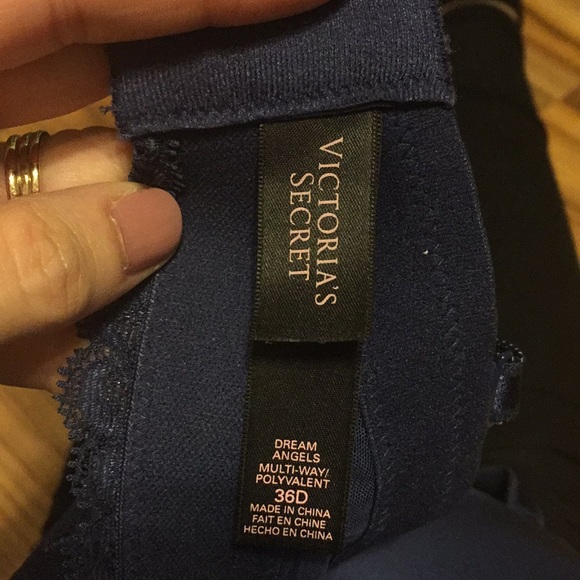 VICTORIA'S
SECRET
DREAM
ANGELS
MULTI-WAY/
POLYVALENT
36D
MADE IN CHINA
FAIT EN CHINE
HECHO EN CHINA